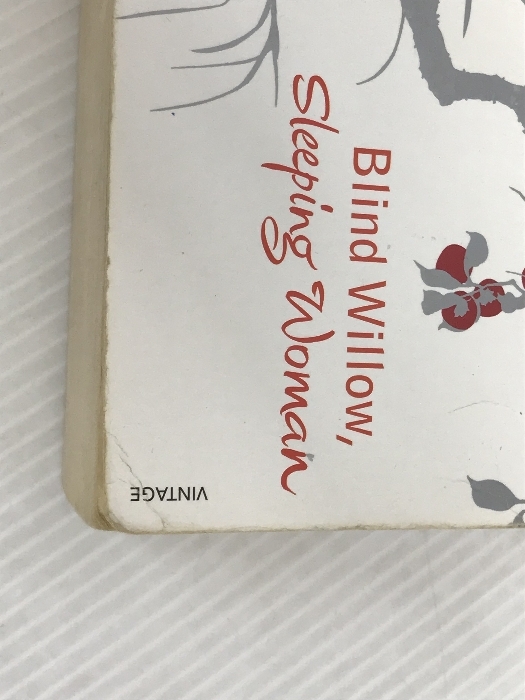 Blind Willow,
Sleeping Woman
VINTAGE